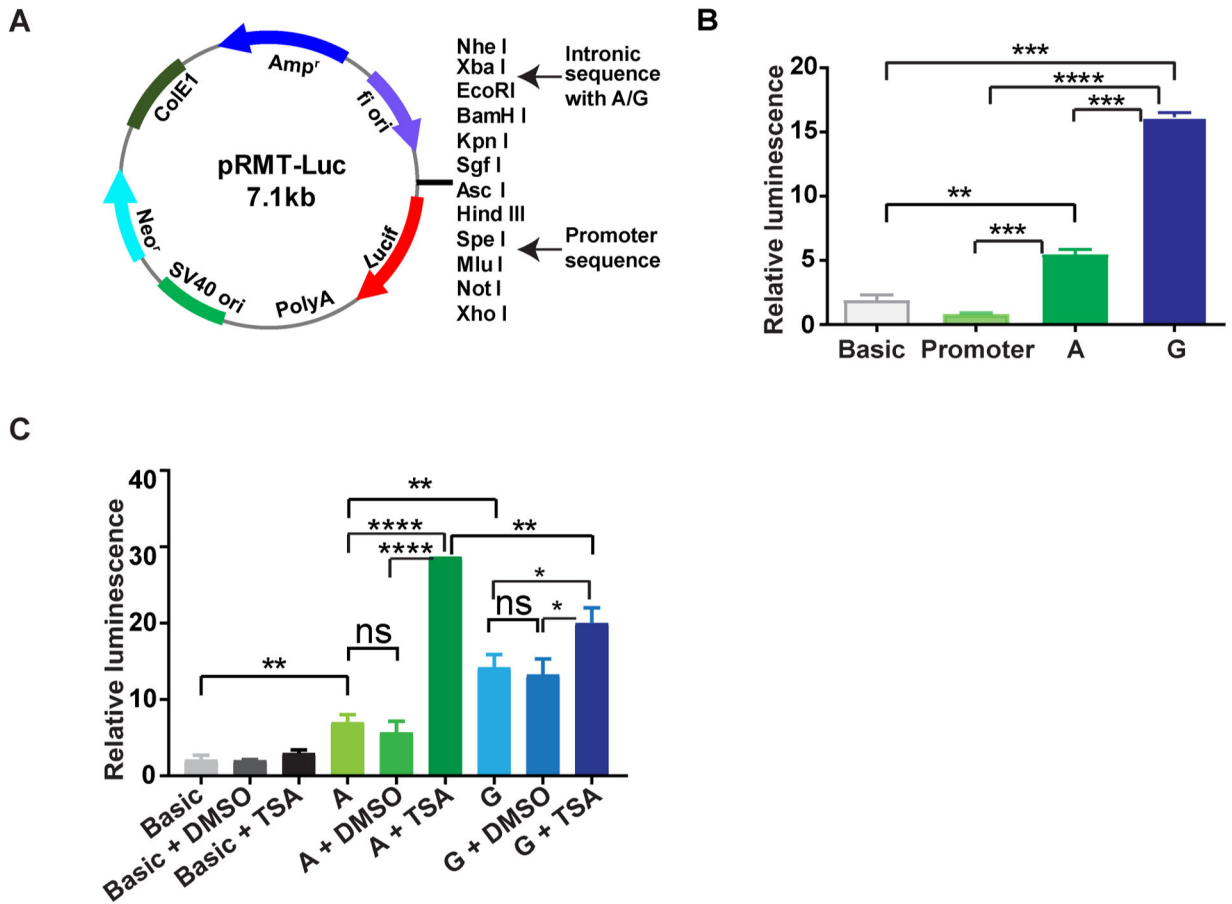 A
Ampʳ
fi ori
ColE1
pRMT-Luc
7.1kb
Neoʳ
SV40 ori
PolyA
Lucif
Nhe I
Xba I
EcoRI
BamH I
Kpn I
Sgf I
Asc I
Hind III
Spe I
Mlu I
Not I
Xho I
Intronic
sequence
with A/G
Promoter
sequence
B
Relative luminescence
20
15
10
5
0
***
****
***
**
***
Basic
Promoter
A
G
C
Relative luminescence
40
30
20
10
0
**
****
**
****
*
ns
*
ns
**
Basic
Basic + DMSO
Basic + TSA
A
A + DMSO
A + TSA
G
G + DMSO
G + TSA